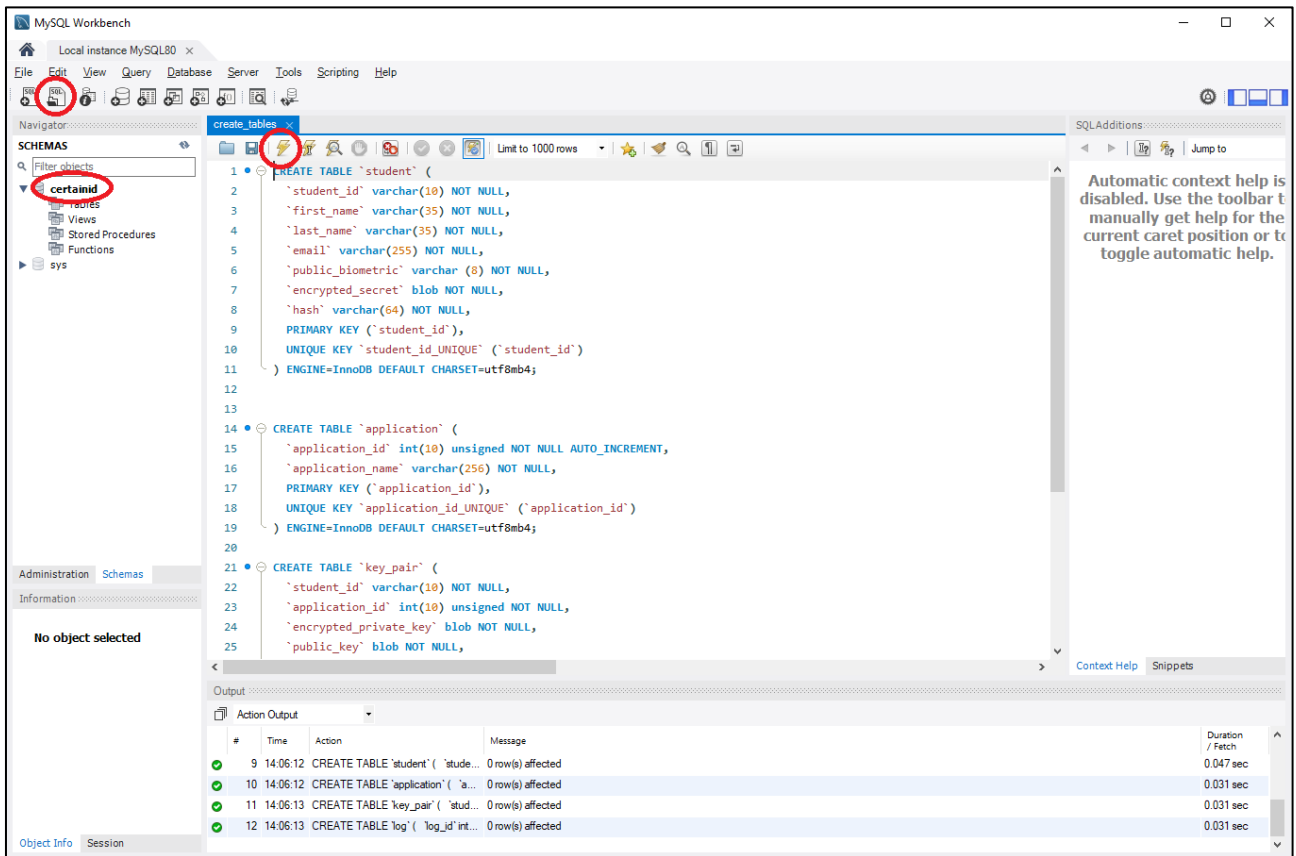 MySQL Workbench
Local instance MySQL80
File Edit View Query Database Server Tools Scripting Help
Navigator
SCHEMAS
Filter objects
certainid
Tables
Views
Stored Procedures
Functions
sys
Administration Schemas
Information
No object selected
Object Info Session
create_tables
Limit to 1000 rows
1 CREATE TABLE `student` (
2 `student_id` varchar(10) NOT NULL,
3 `first_name` varchar(35) NOT NULL,
4 `last_name` varchar(35) NOT NULL,
5 `email` varchar(255) NOT NULL,
6 `public_biometric` varchar (8) NOT NULL,
7 `encrypted_secret` blob NOT NULL,
8 `hash` varchar(64) NOT NULL,
9 PRIMARY KEY (`student_id`),
10 UNIQUE KEY `student_id_UNIQUE` (`student_id`)
11 ) ENGINE=InnoDB DEFAULT CHARSET=utf8mb4;
12
13
14 CREATE TABLE `application` (
15 `application_id` int(10) unsigned NOT NULL AUTO_INCREMENT,
16 `application_name` varchar(256) NOT NULL,
17 PRIMARY KEY (`application_id`),
18 UNIQUE KEY `application_id_UNIQUE` (`application_id`)
19 ) ENGINE=InnoDB DEFAULT CHARSET=utf8mb4;
20
21 CREATE TABLE `key_pair` (
22 `student_id` varchar(10) NOT NULL,
23 `application_id` int(10) unsigned NOT NULL,
24 `encrypted_private_key` blob NOT NULL,
25 `public_key` blob NOT NULL,
SQLAdditions
Jump to
Automatic context help is
disabled. Use the toolbar t
manually get help for the
current caret position or to
toggle automatic help.
Context Help Snippets
Output
Action Output
# Time Action Message Duration / Fetch
9 14:06:12 CREATE TABLE `student` ( `stude... 0 row(s) affected 0.047 sec
10 14:06:12 CREATE TABLE `application` ( `a... 0 row(s) affected 0.031 sec
11 14:06:13 CREATE TABLE `key_pair` ( `stud... 0 row(s) affected 0.031 sec
12 14:06:13 CREATE TABLE `log` ( `log_id` int... 0 row(s) affected 0.031 sec